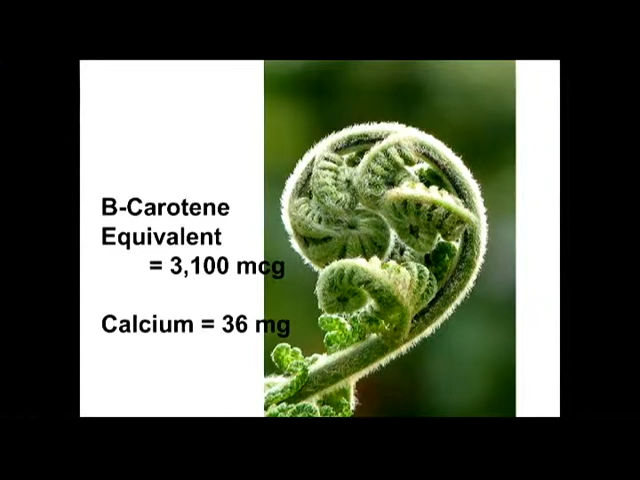 B-Carotene
Equivalent
= 3,100 mcg
Calcium = 36 mg